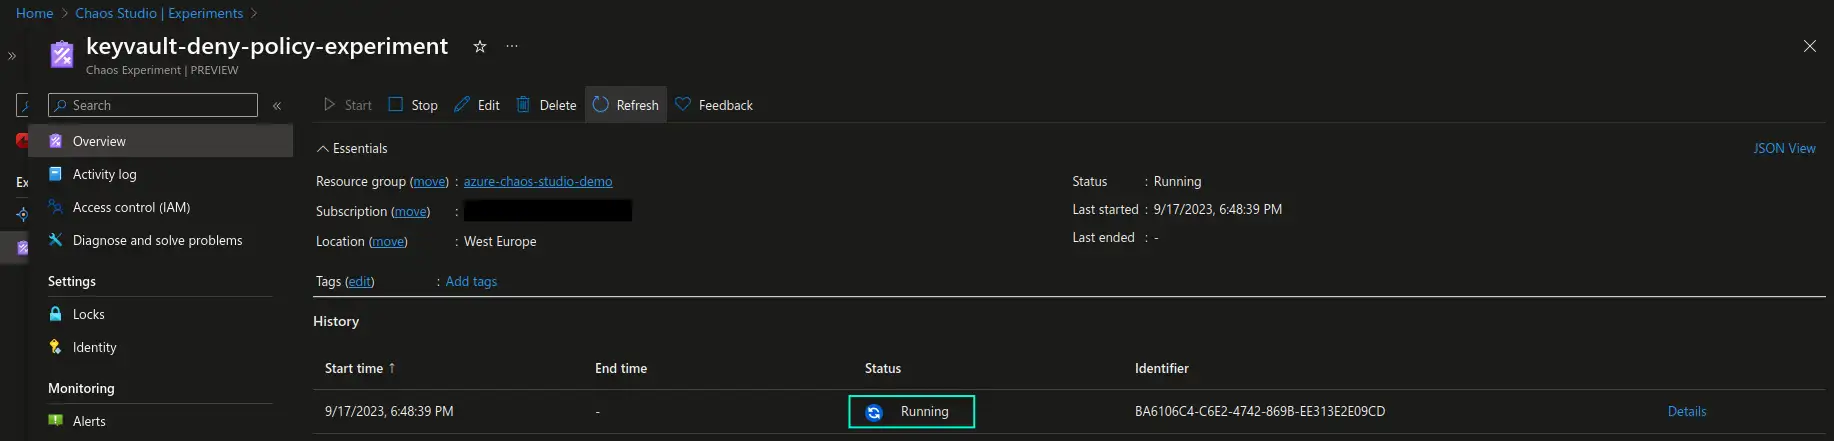 Home > Chaos Studio | Experiments >
keyvault-deny-policy-experiment
Chaos Experiment | PREVIEW
Search
Overview
Activity log
Access control (IAM)
Diagnose and solve problems
Settings
Locks
Identity
Monitoring
Alerts
Ex
Start Stop Edit Delete Refresh Feedback
Essentials
JSON View
Resource group (move) : azure-chaos-studio-demo
Subscription (move) :
Location (move) : West Europe
Status : Running
Last started : 9/17/2023, 6:48:39 PM
Last ended : -
Tags (edit) : Add tags
History
Start time ↑ End time Status Identifier
9/17/2023, 6:48:39 PM - Running BA6106C4-C6E2-4742-869B-EE313E2E09CD Details